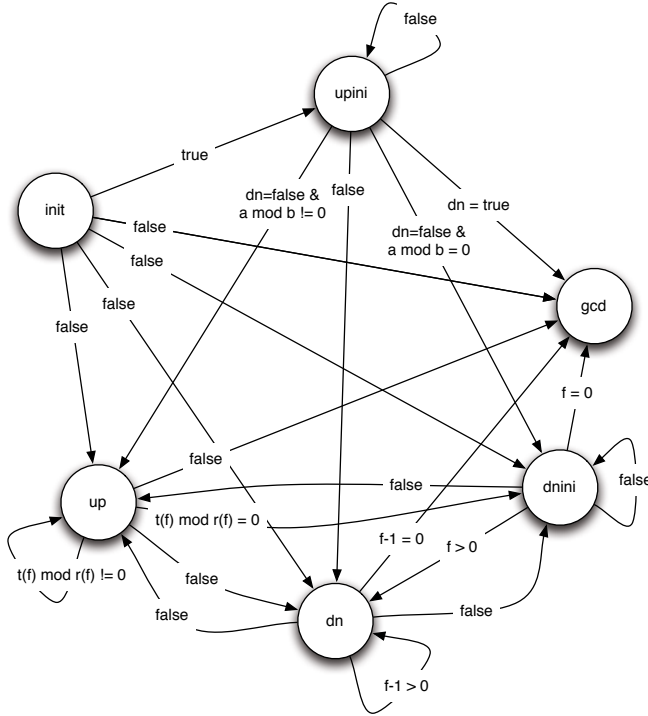 false
upini
true
dn=false &
a mod b != 0
false
dn = true
init
false
dn=false &
a mod b = 0
false
false
gcd
false
f = 0
false
false
dnini
false
up
t(f) mod r(f) = 0
f-1 = 0
f > 0
t(f) mod r(f) != 0
false
false
false
dn
f-1 > 0